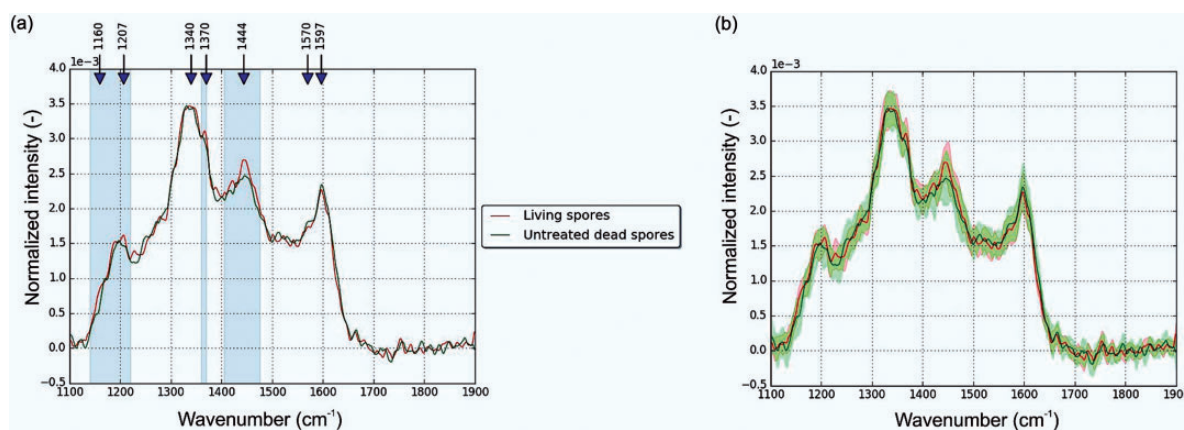 (a)
1160
1207
1340
1370
1444
1570
1597
1e−3
4.0
3.5
3.0
2.5
2.0
1.5
1.0
0.5
0.0
−0.5
Normalized intensity (-)
1100 1200 1300 1400 1500 1600 1700 1800 1900
Wavenumber (cm⁻¹)
Living spores
Untreated dead spores
(b)
1e−3
4.0
3.5
3.0
2.5
2.0
1.5
1.0
0.5
0.0
−0.5
Normalized intensity (-)
1100 1200 1300 1400 1500 1600 1700 1800 190
Wavenumber (cm⁻¹)